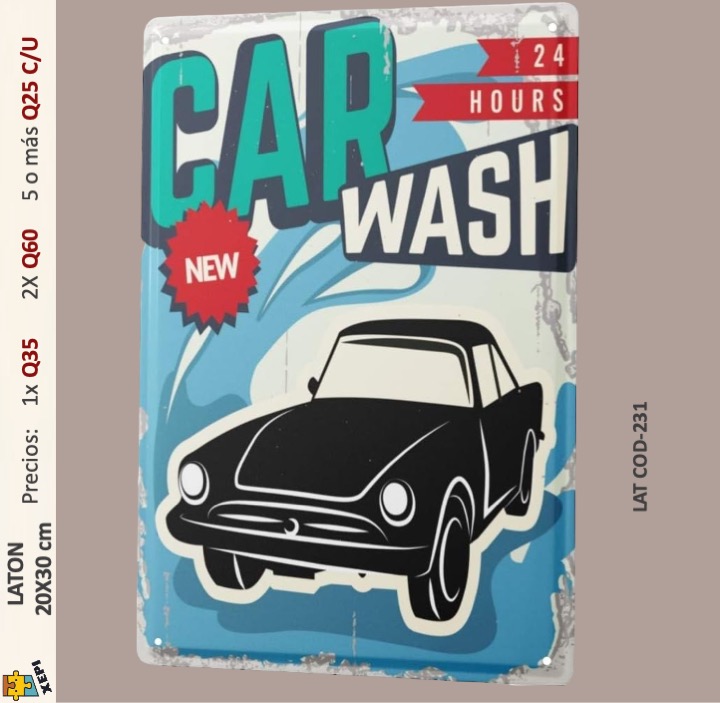 CAR
24
HOURS
WASH
NEW
LATON
20X30 cm
Precios: 1x Q35 2X Q60 5 o más Q25 C/U
XEPI
LAT COD-231